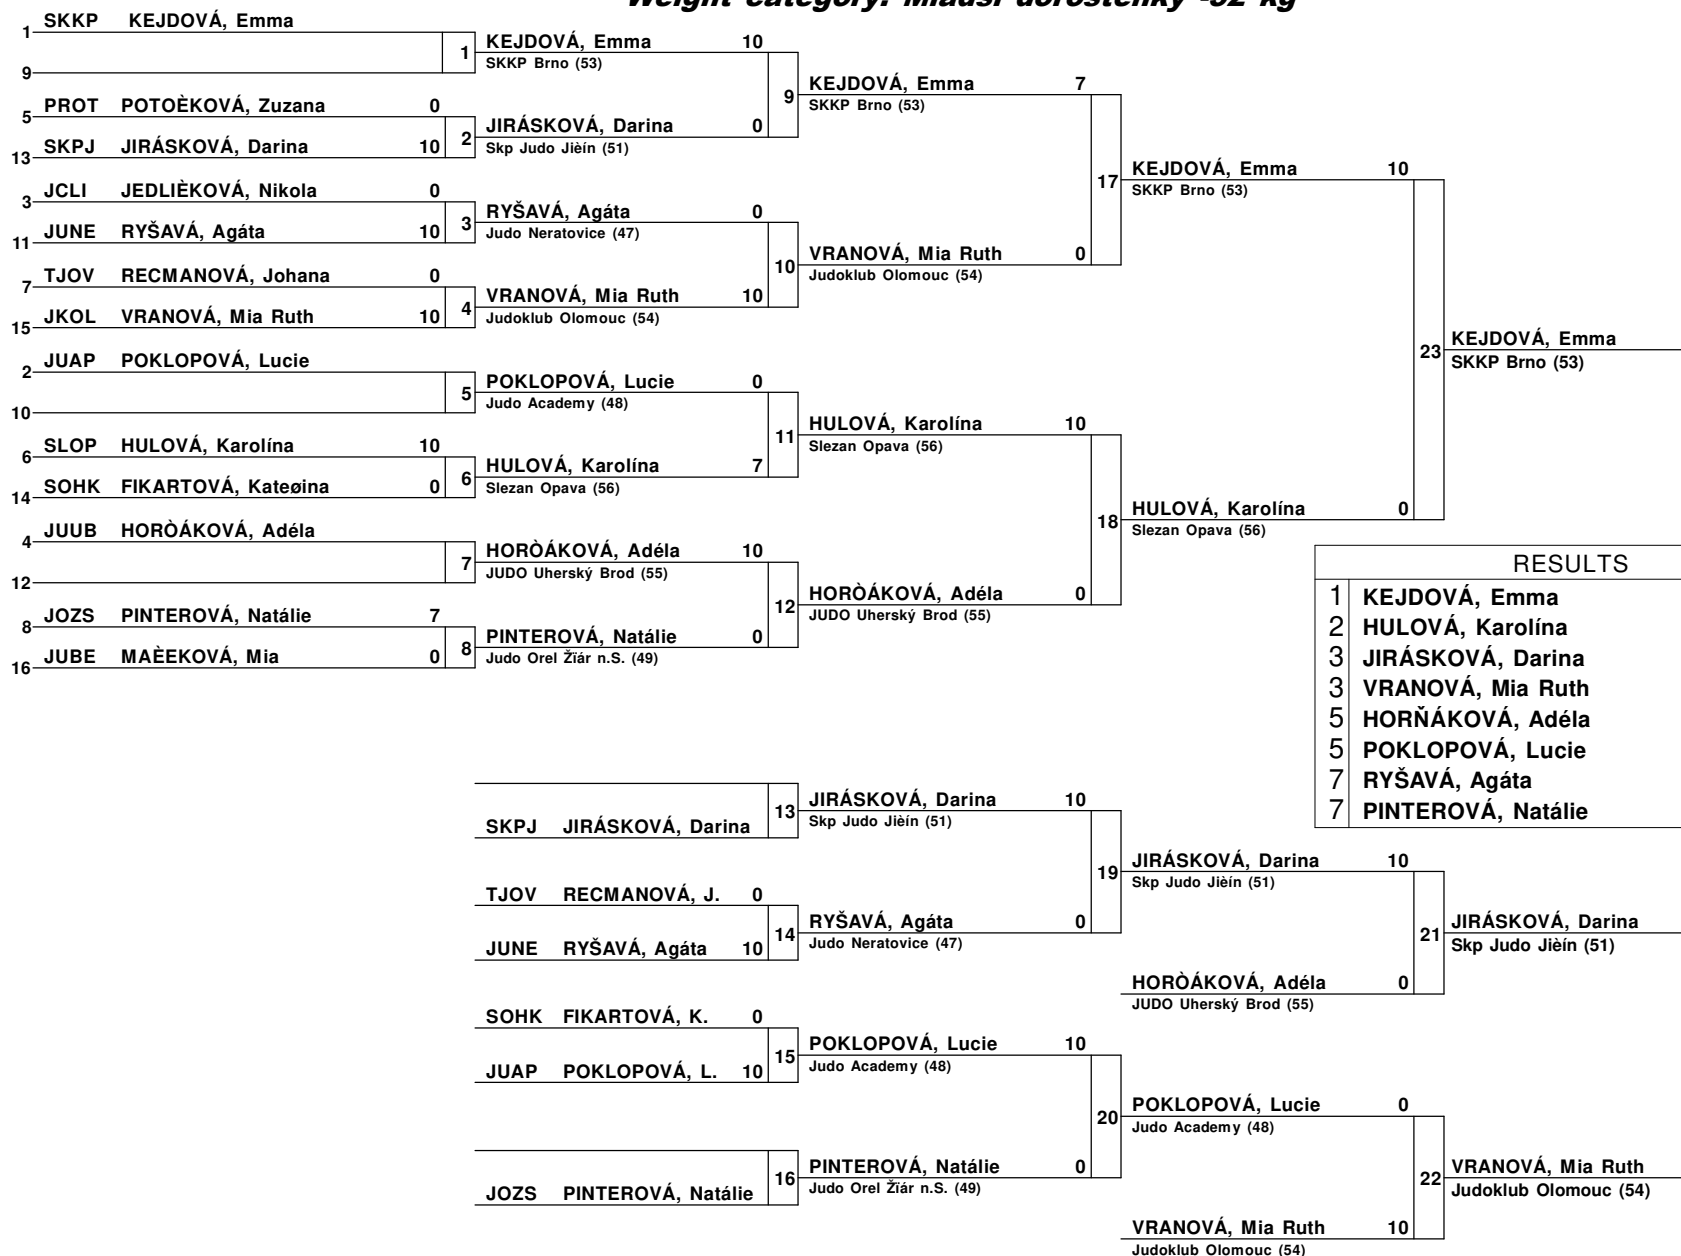 Weight category: Mladší dorostenky -52 kg
1 SKKP KEJDOVÁ, Emma
9
1
KEJDOVÁ, Emma 10
SKKP Brno (53)
5 PROT POTOÈKOVÁ, Zuzana 0
13 SKPJ JIRÁSKOVÁ, Darina 10
2
JIRÁSKOVÁ, Darina 0
Skp Judo Jièín (51)
3 JCLI JEDLIÈKOVÁ, Nikola 0
11 JUNE RYŠAVÁ, Agáta 10
3
RYŠAVÁ, Agáta 0
Judo Neratovice (47)
7 TJOV RECMANOVÁ, Johana 0
15 JKOL VRANOVÁ, Mia Ruth 10
4
VRANOVÁ, Mia Ruth 10
Judoklub Olomouc (54)
2 JUAP POKLOPOVÁ, Lucie
10
5
POKLOPOVÁ, Lucie 0
Judo Academy (48)
6 SLOP HULOVÁ, Karolína 10
14 SOHK FIKARTOVÁ, Kateøina 0
6
HULOVÁ, Karolína 7
Slezan Opava (56)
4 JUUB HORÒÁKOVÁ, Adéla
12
7
HORÒÁKOVÁ, Adéla 10
JUDO Uherský Brod (55)
8 JOZS PINTEROVÁ, Natálie 7
16 JUBE MAÈEKOVÁ, Mia 0
8
PINTEROVÁ, Natálie 0
Judo Orel Žïár n.S. (49)
9
KEJDOVÁ, Emma 7
SKKP Brno (53)
10
VRANOVÁ, Mia Ruth 0
Judoklub Olomouc (54)
11
HULOVÁ, Karolína 10
Slezan Opava (56)
12
HORÒÁKOVÁ, Adéla 0
JUDO Uherský Brod (55)
17
KEJDOVÁ, Emma 10
SKKP Brno (53)
18
HULOVÁ, Karolína 0
Slezan Opava (56)
23
KEJDOVÁ, Emma
SKKP Brno (53)
RESULTS
1 KEJDOVÁ, Emma
2 HULOVÁ, Karolína
3 JIRÁSKOVÁ, Darina
3 VRANOVÁ, Mia Ruth
5 HORŇÁKOVÁ, Adéla
5 POKLOPOVÁ, Lucie
7 RYŠAVÁ, Agáta
7 PINTEROVÁ, Natálie
SKPJ JIRÁSKOVÁ, Darina
13
JIRÁSKOVÁ, Darina 10
Skp Judo Jièín (51)
TJOV RECMANOVÁ, J. 0
JUNE RYŠAVÁ, Agáta 10
14
RYŠAVÁ, Agáta 0
Judo Neratovice (47)
SOHK FIKARTOVÁ, K. 0
JUAP POKLOPOVÁ, L. 10
15
POKLOPOVÁ, Lucie 10
Judo Academy (48)
JOZS PINTEROVÁ, Natálie
16
PINTEROVÁ, Natálie 0
Judo Orel Žïár n.S. (49)
19
JIRÁSKOVÁ, Darina 10
Skp Judo Jièín (51)
HORÒÁKOVÁ, Adéla 0
JUDO Uherský Brod (55)
21
JIRÁSKOVÁ, Darina
Skp Judo Jièín (51)
20
POKLOPOVÁ, Lucie 0
Judo Academy (48)
VRANOVÁ, Mia Ruth 10
Judoklub Olomouc (54)
22
VRANOVÁ, Mia Ruth
Judoklub Olomouc (54)